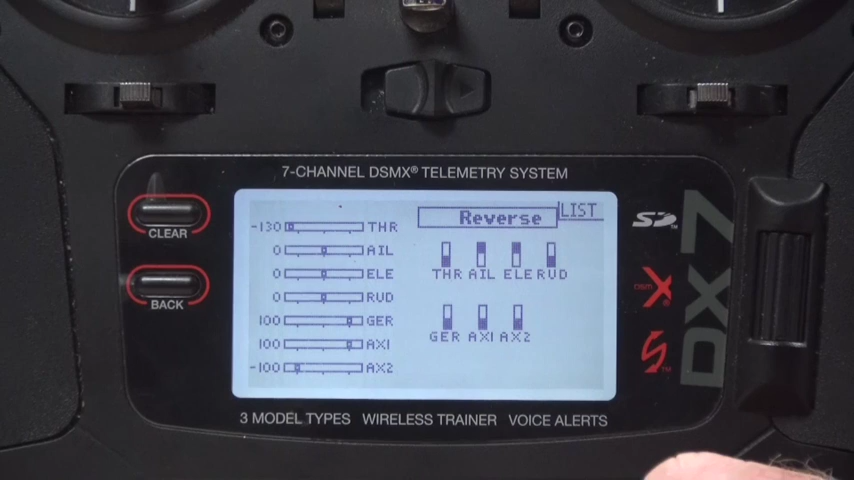 7-CHANNEL DSMX® TELEMETRY SYSTEM
CLEAR
BACK
Reverse
LIST
-130 THR
0 AIL
0 ELE
0 RUD
100 GER
100 AX1
-100 AX2
THR AIL ELE RUD
GER AX1 AX2
SD
DSM X
DX7
3 MODEL TYPES WIRELESS TRAINER VOICE ALERTS